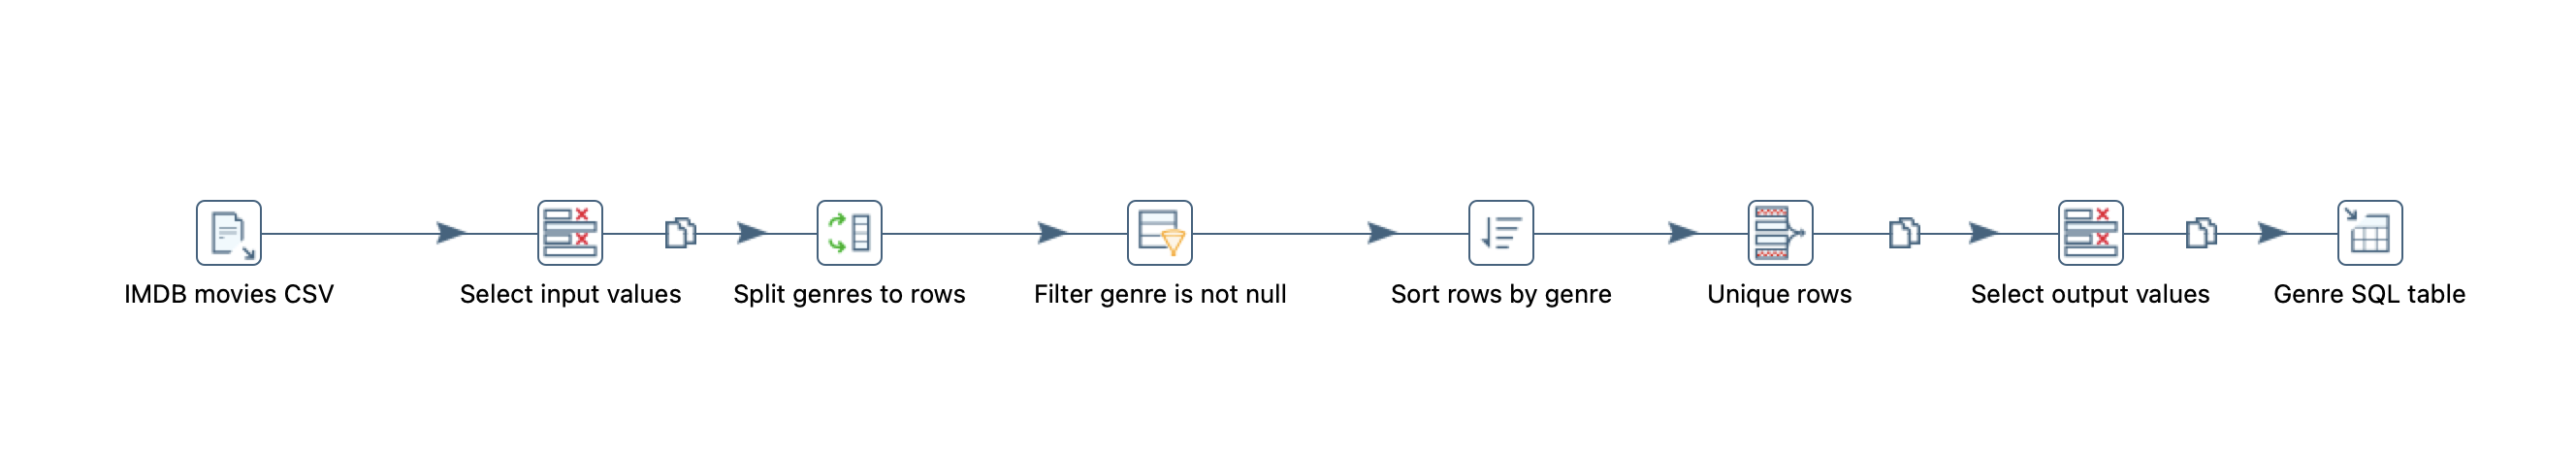 IMDB movies CSV
Select input values
Split genres to rows
Filter genre is not null
Sort rows by genre
Unique rows
Select output values
Genre SQL table